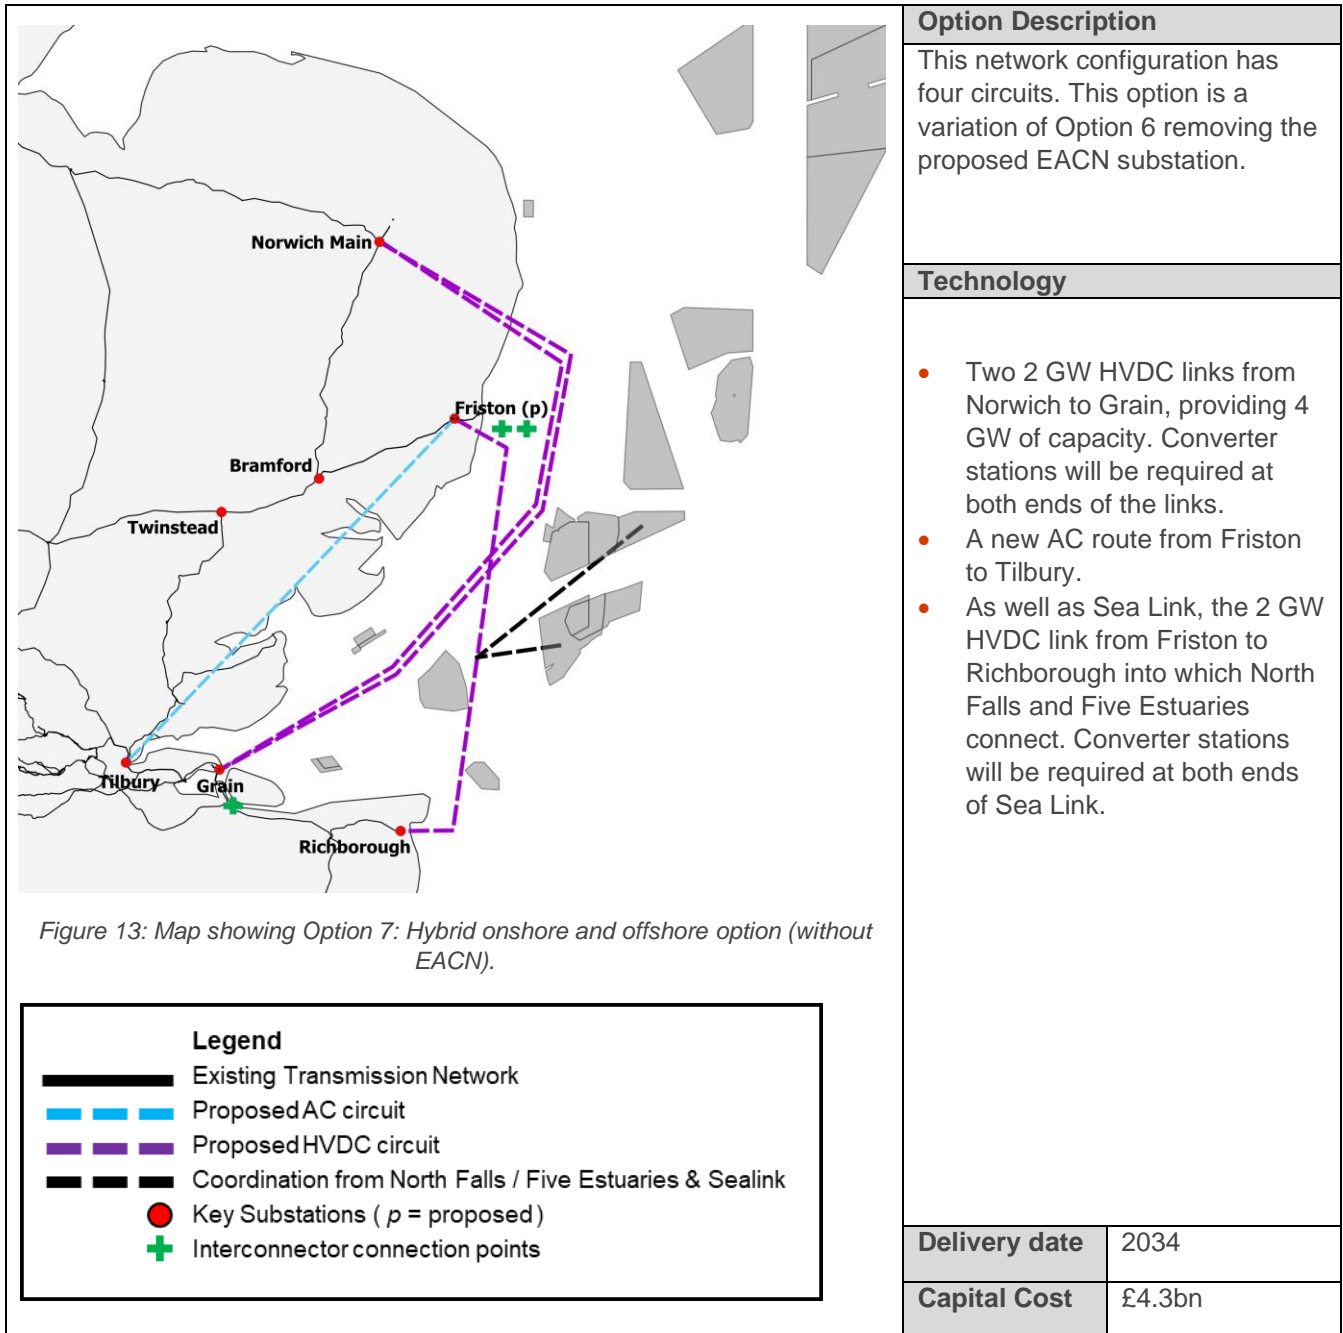 Norwich Main
Friston (p)
Bramford
Twinstead
Tilbury
Grain
Richborough
Figure 13: Map showing Option 7: Hybrid onshore and offshore option (without
EACN).
Legend
Existing Transmission Network
Proposed AC circuit
Proposed HVDC circuit
Coordination from North Falls / Five Estuaries & Sealink
Key Substations ( p = proposed )
Interconnector connection points
Option Description
This network configuration has
four circuits. This option is a
variation of Option 6 removing the
proposed EACN substation.
Technology
• Two 2 GW HVDC links from
Norwich to Grain, providing 4
GW of capacity. Converter
stations will be required at
both ends of the links.
• A new AC route from Friston
to Tilbury.
• As well as Sea Link, the 2 GW
HVDC link from Friston to
Richborough into which North
Falls and Five Estuaries
connect. Converter stations
will be required at both ends
of Sea Link.
Delivery date 2034
Capital Cost £4.3bn